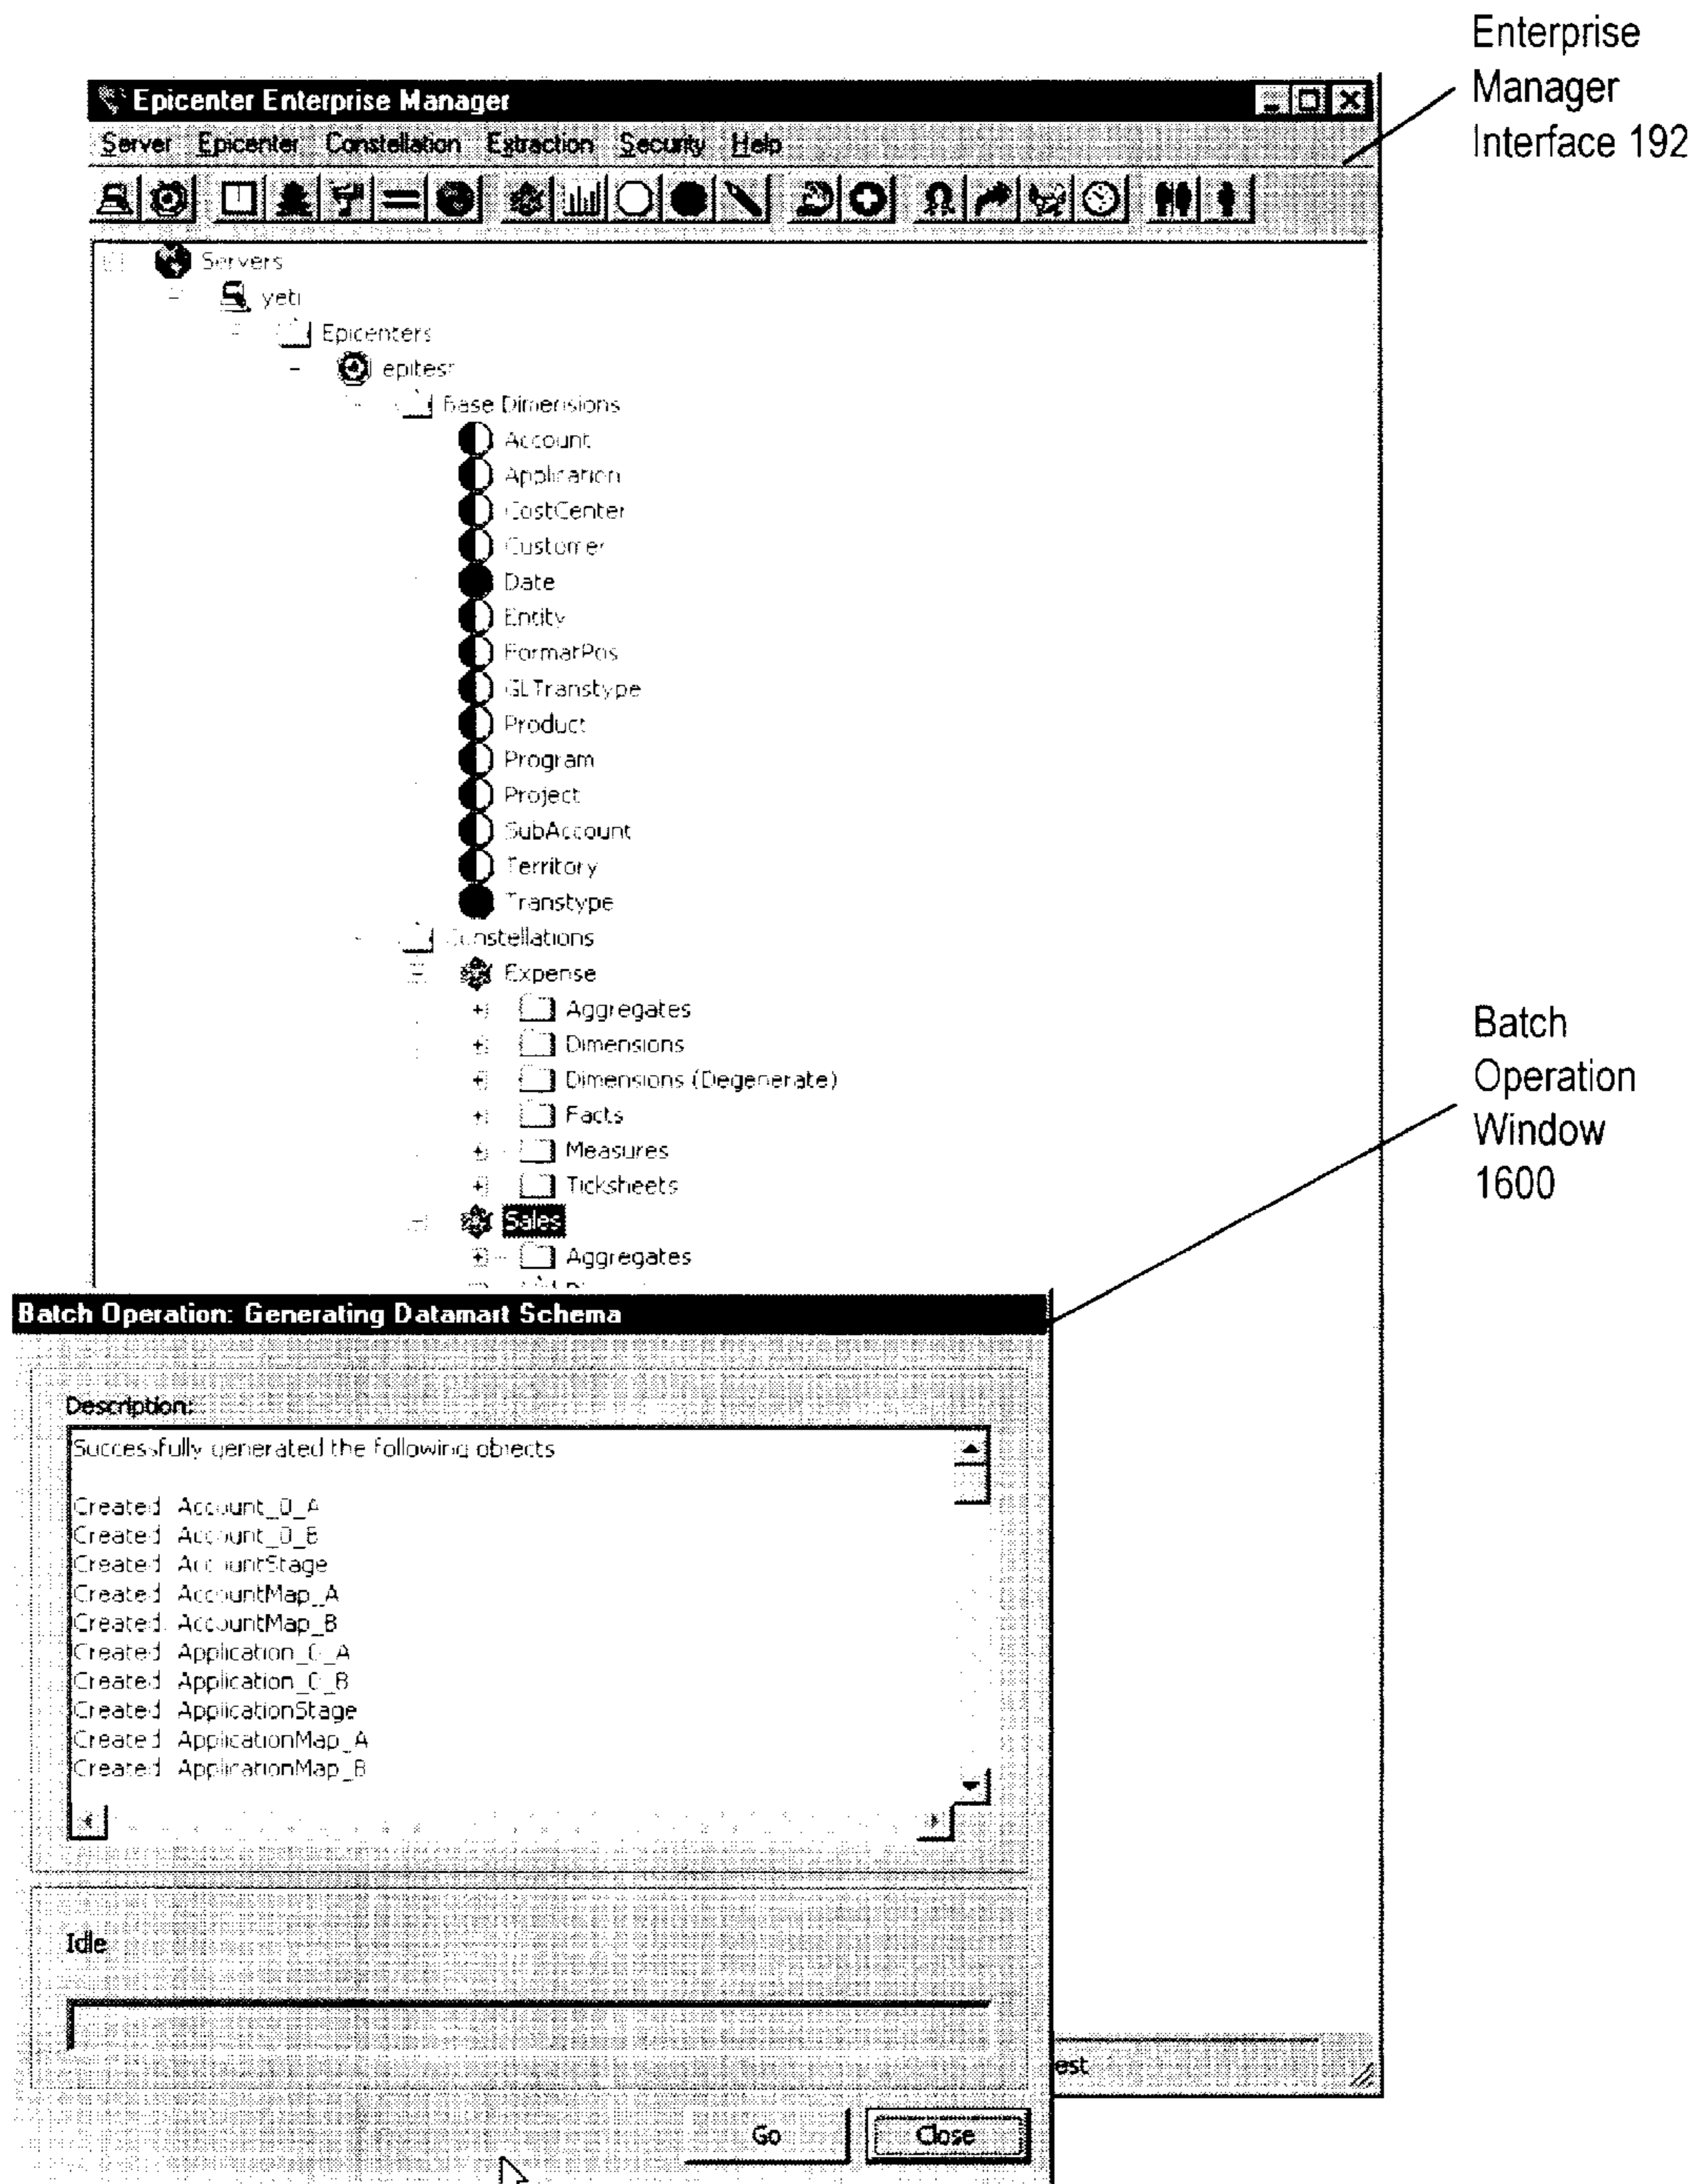 Enterprise
Manager
Interface 192
Epicenter Enterprise Manager
Server Epicenter Constellation Extraction Security Help
Servers
yeti
Epicenters
epitest
Base Dimensions
Account
Application
CostCenter
Customer
Date
Entity
FormatPos
GLTranstype
Product
Program
Project
SubAccount
Territory
Transtype
Constellations
Expense
Aggregates
Dimensions
Dimensions (Degenerate)
Facts
Measures
Ticksheets
Sales
Aggregates
Batch
Operation
Window
1600
Batch Operation: Generating Datamart Schema
Description:
Successfully generated the following objects
Created Account_0_A
Created Account_0_B
Created AccountStage
Created AccountMap_A
Created AccountMap_B
Created Application_0_A
Created Application_0_B
Created ApplicationStage
Created ApplicationMap_A
Created ApplicationMap_B
Idle
est
Go Close